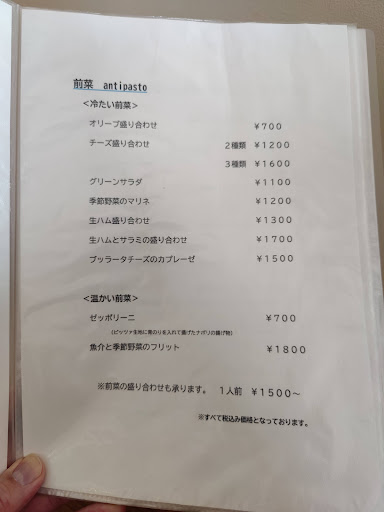 前菜 antipasto
<冷たい前菜>
オリーブ盛り合わせ ¥700
チーズ盛り合わせ 2種類 ¥1200
3種類 ¥1600
グリーンサラダ ¥1100
季節野菜のマリネ ¥1200
生ハム盛り合わせ ¥1300
生ハムとサラミの盛り合わせ ¥1700
ブッラータチーズのカプレーゼ ¥1500
<温かい前菜>
ゼッポリーニ ¥700
(ピッツァ生地に青のりを入れて揚げたナポリの揚げ物)
魚介と季節野菜のフリット ¥1800
※前菜の盛り合わせも承ります。 1人前 ¥1500～
※すべて税込み価格となっております。